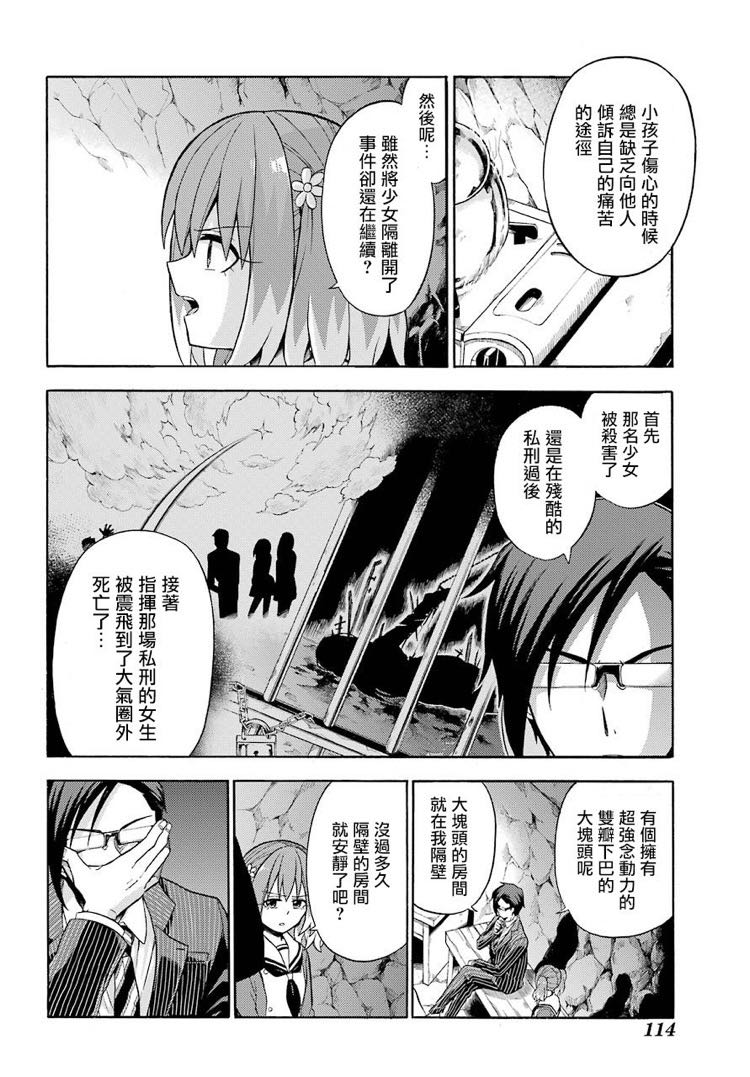 小孩子傷心的時候
總是缺乏向他人
傾訴自己的痛苦
的途徑
然後呢…
雖然將少女隔離開了
事件卻還在繼續?
首先
那名少女
被殺害了
還是在殘酷的
私刑過後
接著
指揮那場私刑的女生
被震飛到了大氣圈外
死亡了…
有個擁有
超強念動力的
雙瓣下巴的
大塊頭呢
大塊頭的房間
就在我隔壁
沒過多久
隔壁的房間
就安靜了吧?
114